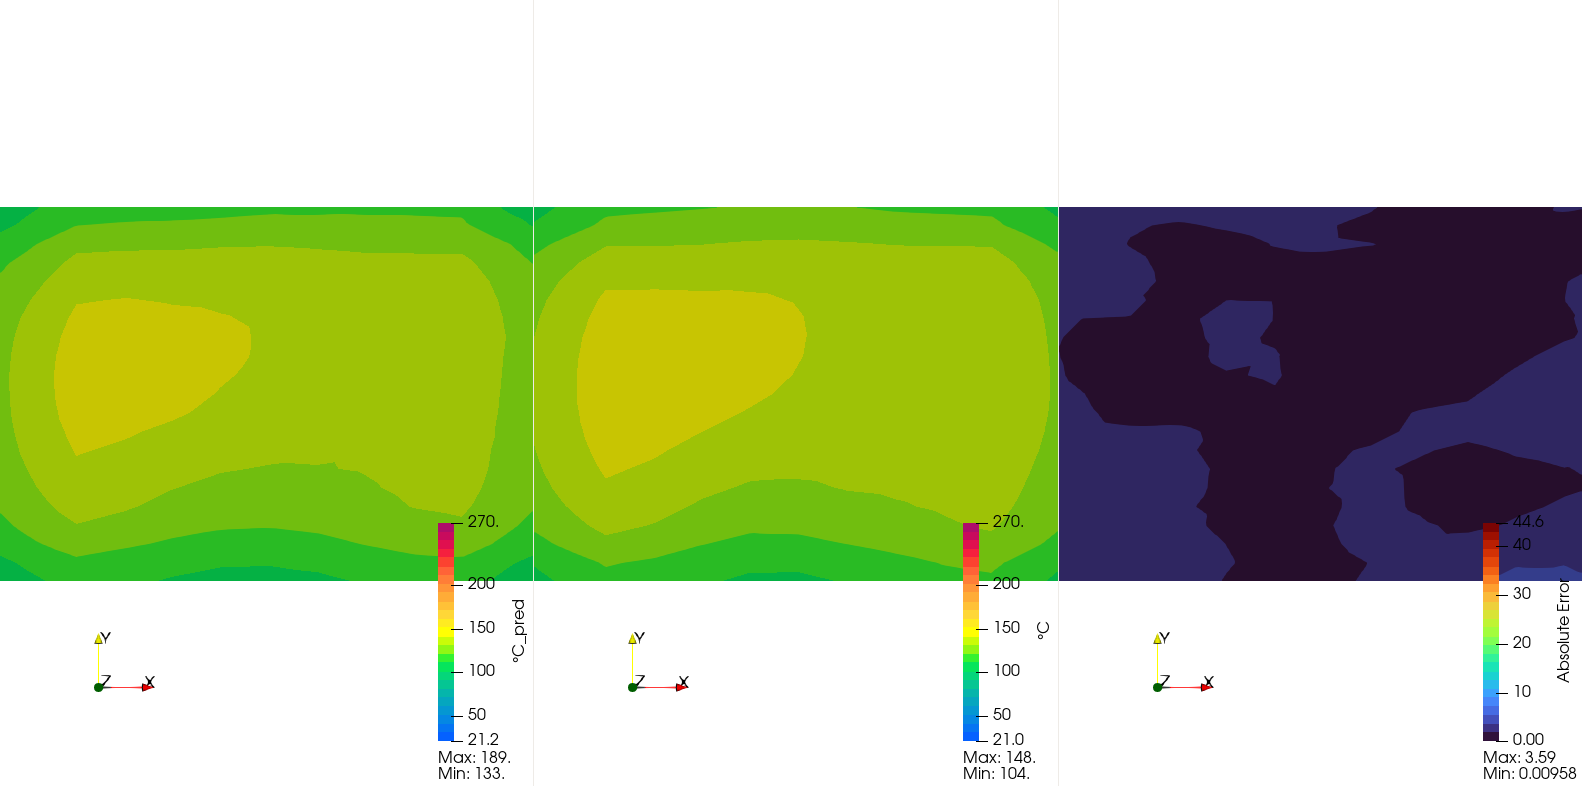 270.
200
150
100
50
21.2
°C_pred
Max: 189.
Min: 133.
Y
Z
X
270.
200
150
100
50
21.0
°C
Max: 148.
Min: 104.
Y
Z
X
44.6
40
30
20
10
0.00
Absolute Error
Max: 3.59
Min: 0.00958
Y
Z
X